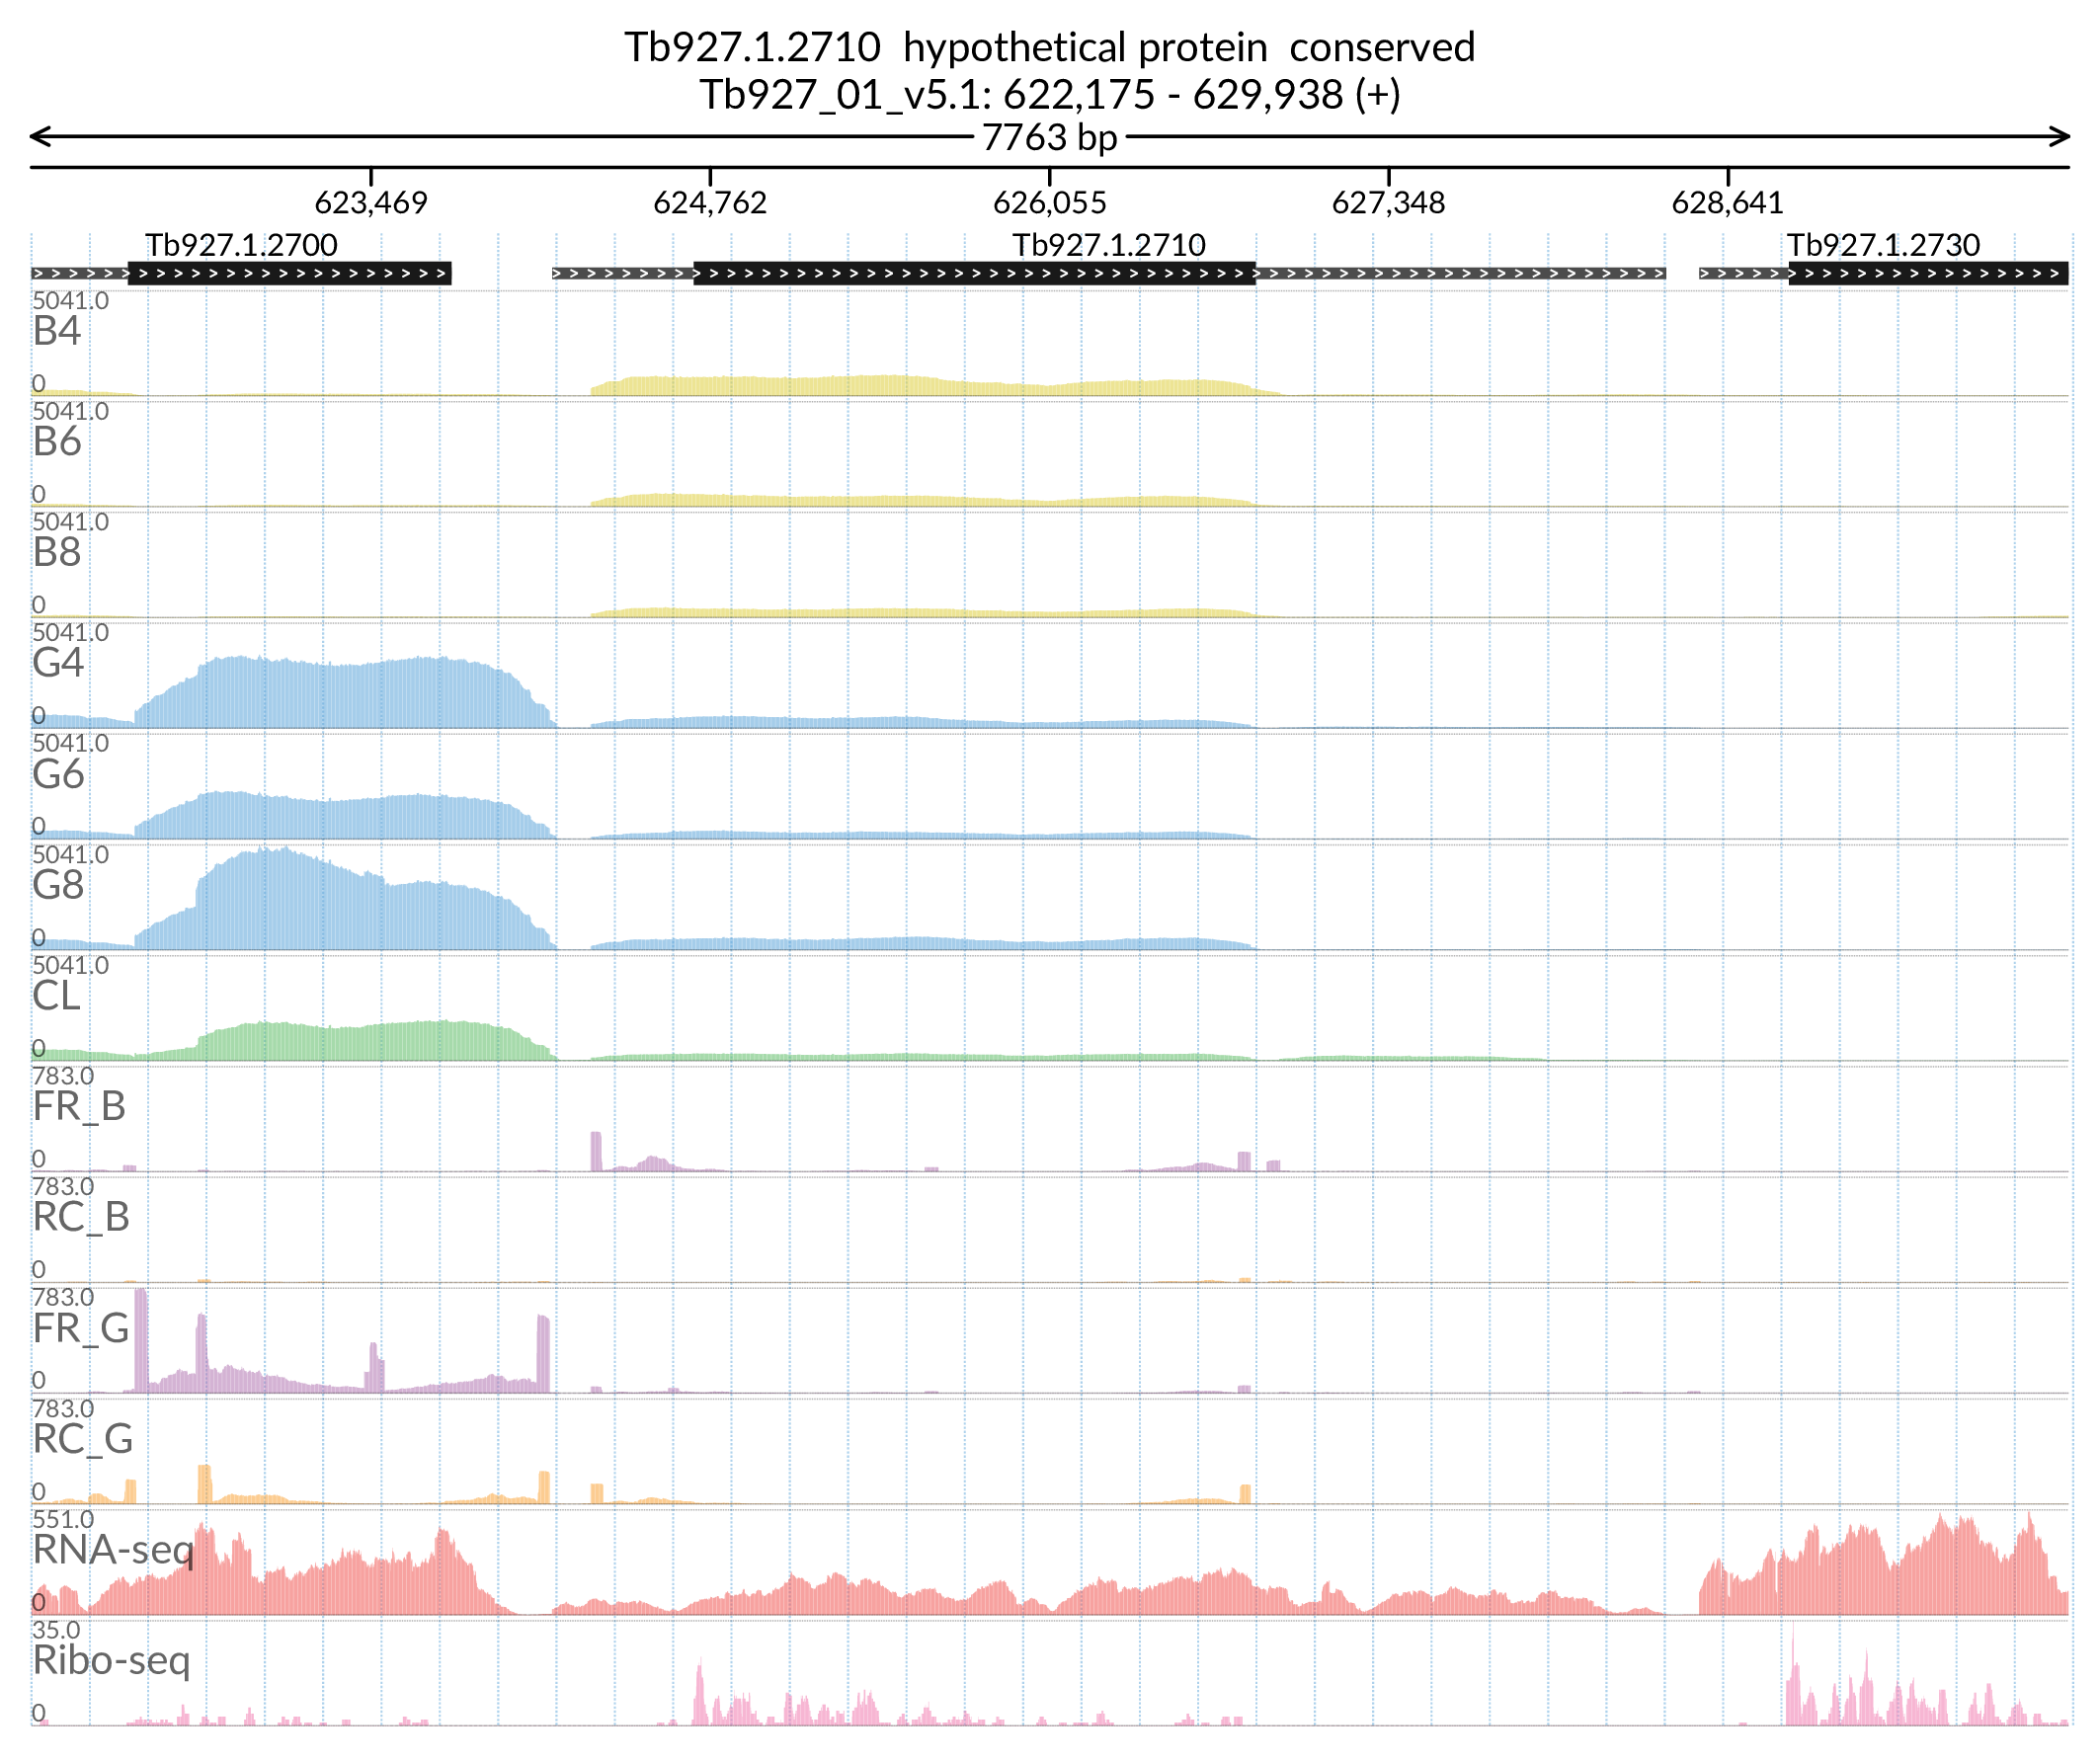 Tb927.1.2710  hypothetical protein  conserved
Tb927_01_v5.1: 622,175 - 629,938 (+)
7763 bp
623,469 624,762 626,055 627,348 628,641
Tb927.1.2700 Tb927.1.2710 Tb927.1.2730
5041.0
B4
0
5041.0
B6
0
5041.0
B8
0
5041.0
G4
0
5041.0
G6
0
5041.0
G8
0
5041.0
CL
0
783.0
FR_B
0
783.0
RC_B
0
783.0
FR_G
0
783.0
RC_G
0
551.0
RNA-seq
0
35.0
Ribo-seq
0